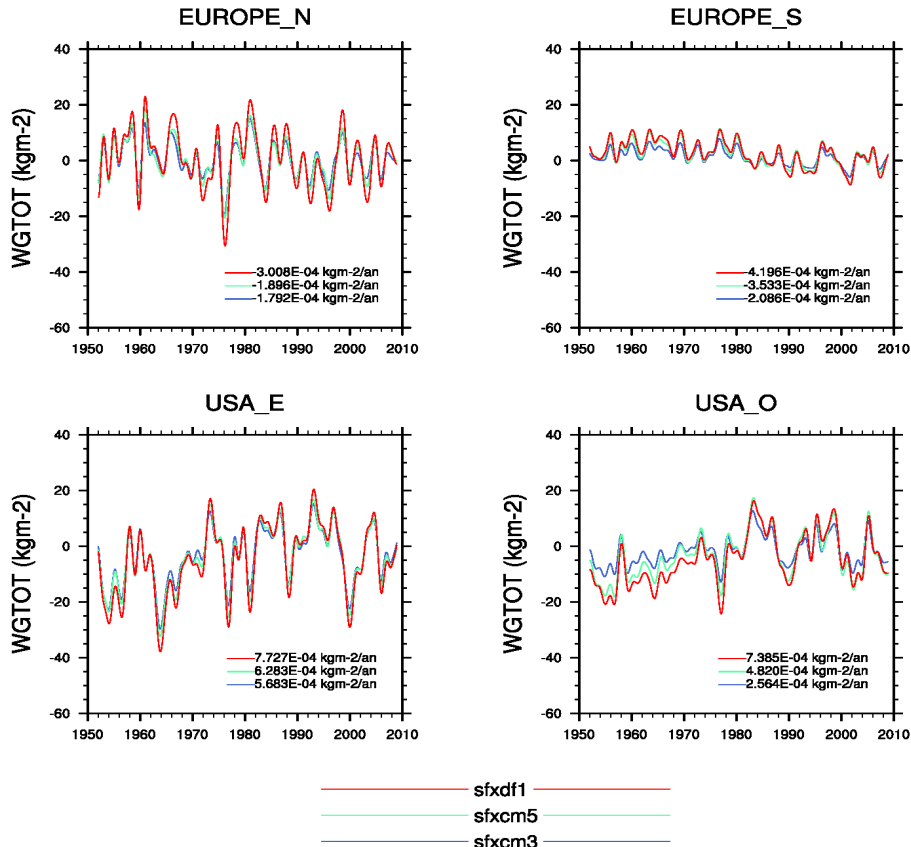 EUROPE_N
EUROPE_S
40
20
0
-20
-40
-60
WGTOT (kgm-2)
-3.008E-04 kgm-2/an
-1.896E-04 kgm-2/an
-1.792E-04 kgm-2/an
1950 1960 1970 1980 1990 2000 2010
40
20
0
-20
-40
-60
WGTOT (kgm-2)
-4.196E-04 kgm-2/an
-3.533E-04 kgm-2/an
-2.086E-04 kgm-2/an
1950 1960 1970 1980 1990 2000 2010
USA_E
USA_O
40
20
0
-20
-40
-60
WGTOT (kgm-2)
7.727E-04 kgm-2/an
6.283E-04 kgm-2/an
5.683E-04 kgm-2/an
1950 1960 1970 1980 1990 2000 2010
40
20
0
-20
-40
-60
WGTOT (kgm-2)
7.385E-04 kgm-2/an
4.820E-04 kgm-2/an
2.564E-04 kgm-2/an
1950 1960 1970 1980 1990 2000 2010
sfxdf1
sfxcm5
sfxcm3